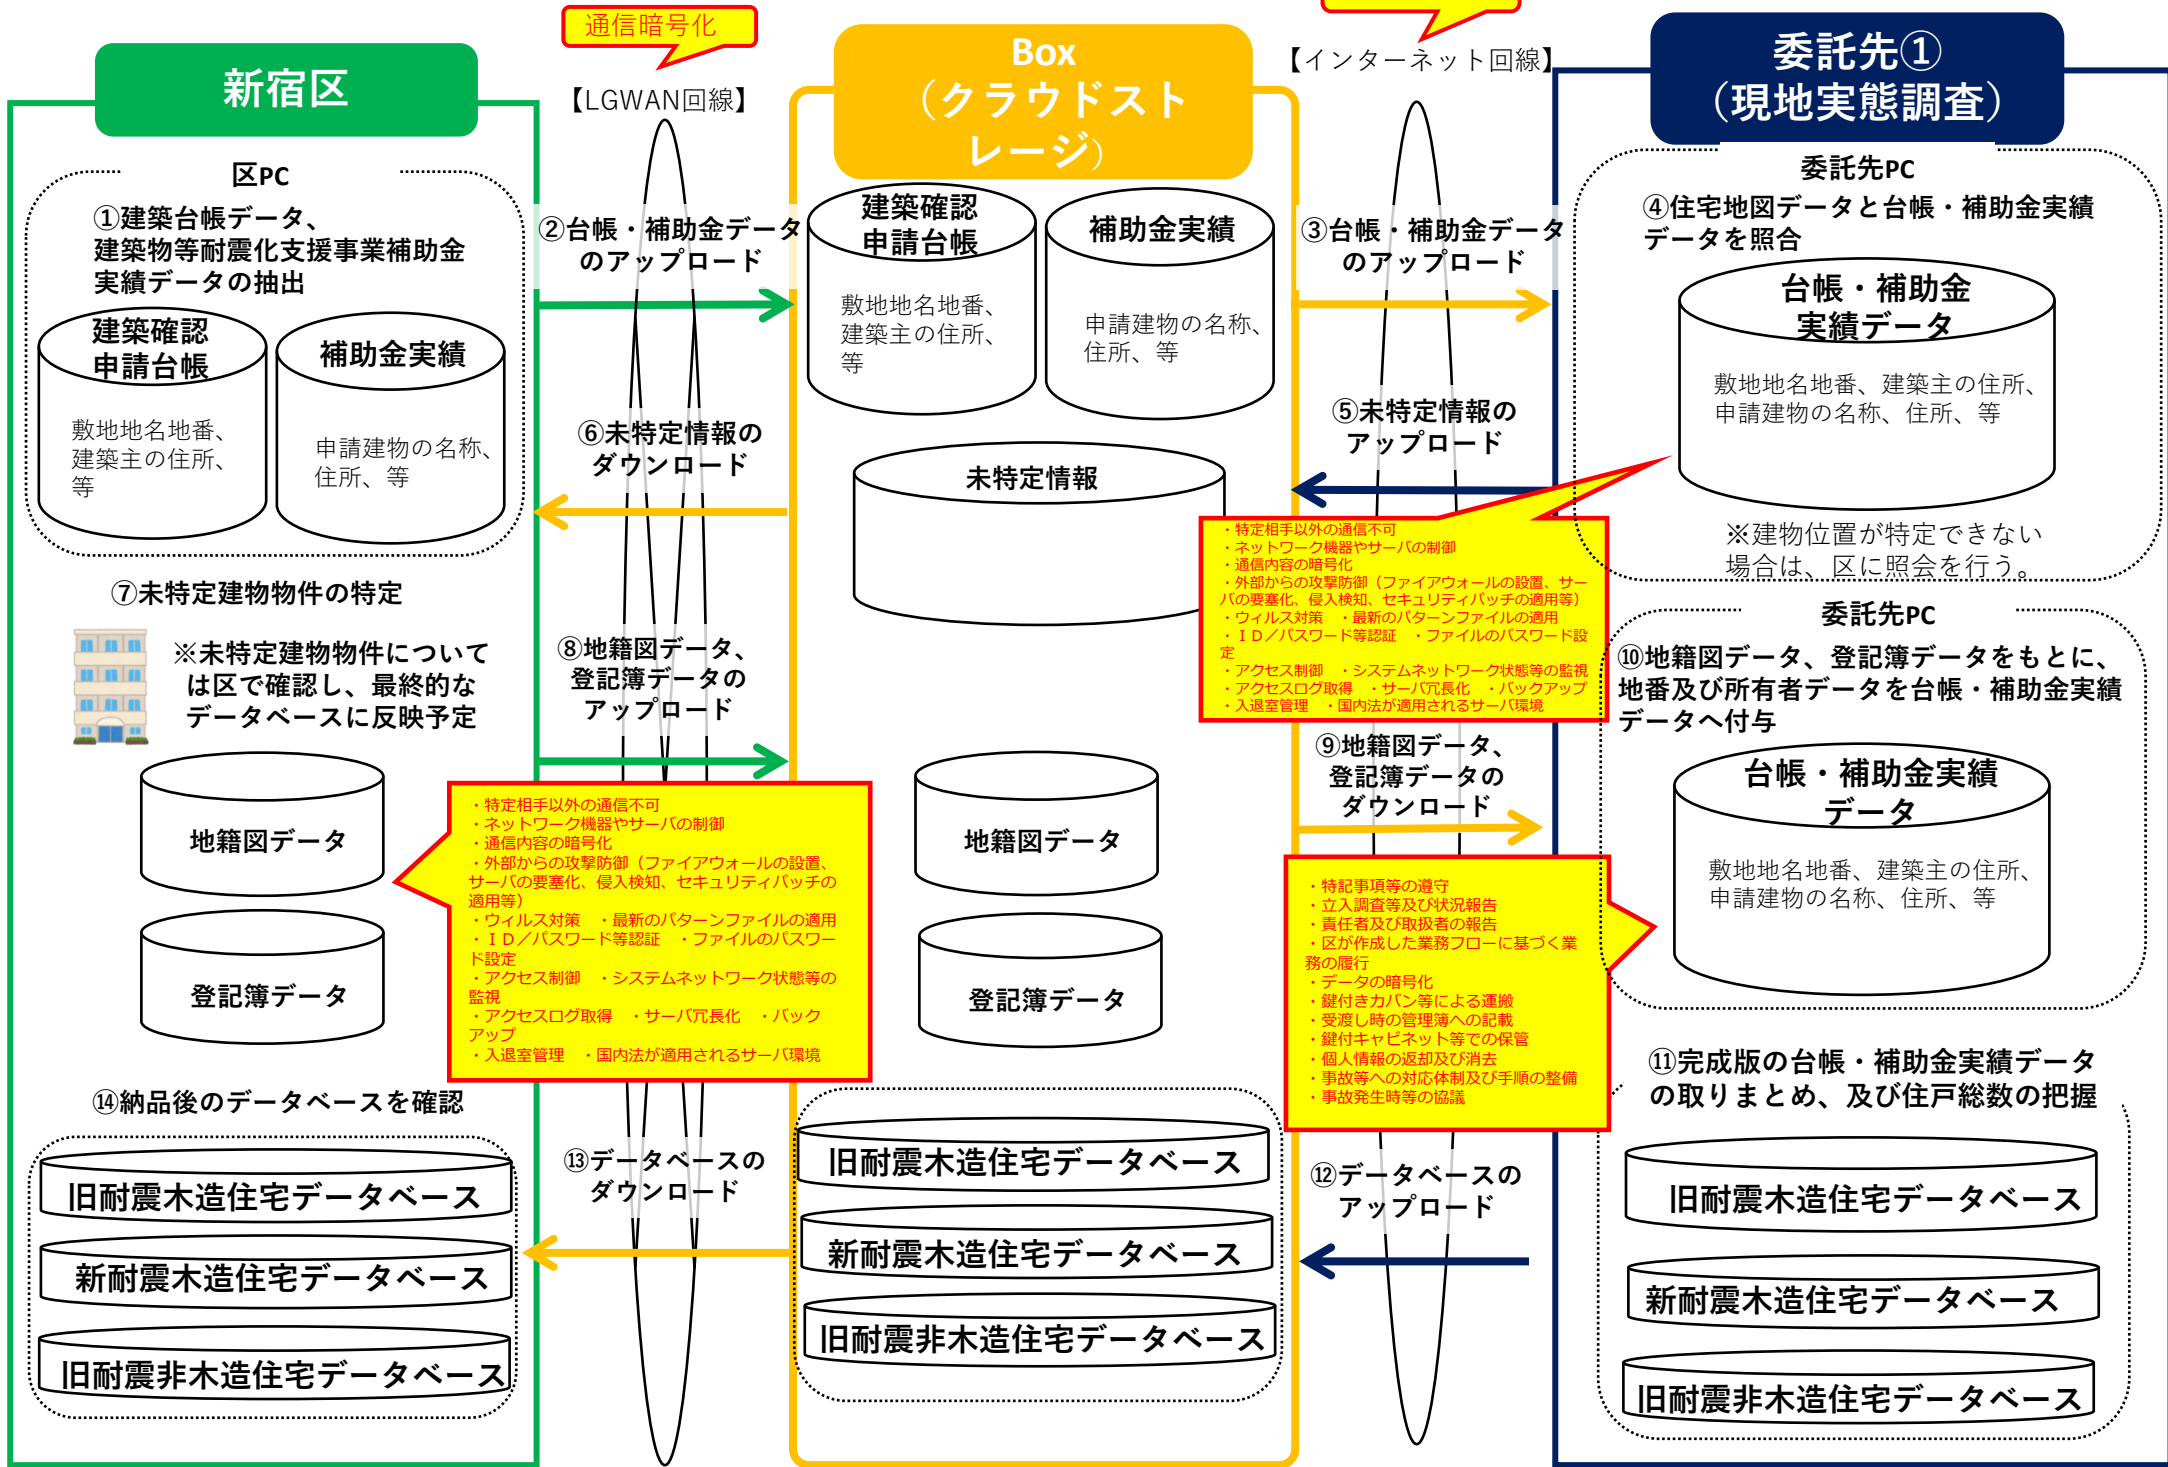 通信暗号化
新宿区
【LGWAN回線】
Box
（クラウドスト
レージ）
【インターネット回線】
委託先①
（現地実態調査）
区PC
①建築台帳データ、
建築物等耐震化支援事業補助金
実績データの抽出
建築確認
申請台帳
敷地地名地番、
建築主の住所、
等
補助金実績
申請建物の名称、
住所、等
②台帳・補助金データ
のアップロード
建築確認
申請台帳
敷地地名地番、
建築主の住所、
等
補助金実績
申請建物の名称、
住所、等
③台帳・補助金データ
のアップロード
委託先PC
④住宅地図データと台帳・補助金実績
データを照合
台帳・補助金
実績データ
敷地地名地番、建築主の住所、
申請建物の名称、住所、等
※建物位置が特定できない
場合は、区に照会を行う。
⑤未特定情報の
アップロード
未特定情報
⑥未特定情報の
ダウンロード
・特定相手以外の通信不可
・ネットワーク機器やサーバの制御
・通信内容の暗号化
・外部からの攻撃防御（ファイアウォールの設置、サー
バの要塞化、侵入検知、セキュリティパッチの適用等）
・ウィルス対策　・最新のパターンファイルの適用
・ＩＤ／パスワード等認証　・ファイルのパスワード設
定
・アクセス制御　・システムネットワーク状態等の監視
・アクセスログ取得　・サーバ冗長化　・バックアップ
・入退室管理　・国内法が適用されるサーバ環境
⑦未特定建物物件の特定
※未特定建物物件について
は区で確認し、最終的な
データベースに反映予定
⑧地籍図データ、
登記簿データの
アップロード
地籍図データ
登記簿データ
・特定相手以外の通信不可
・ネットワーク機器やサーバの制御
・通信内容の暗号化
・外部からの攻撃防御（ファイアウォールの設置、
サーバの要塞化、侵入検知、セキュリティパッチの
適用等）
・ウィルス対策　・最新のパターンファイルの適用
・ＩＤ／パスワード等認証　・ファイルのパスワー
ド設定
・アクセス制御　・システムネットワーク状態等の
監視
・アクセスログ取得　・サーバ冗長化　・バック
アップ
・入退室管理　・国内法が適用されるサーバ環境
地籍図データ
登記簿データ
⑨地籍図データ、
登記簿データの
ダウンロード
委託先PC
⑩地籍図データ、登記簿データをもとに、
地番及び所有者データを台帳・補助金実績
データへ付与
台帳・補助金実績
データ
敷地地名地番、建築主の住所、
申請建物の名称、住所、等
・特記事項等の遵守
・立入調査等及び状況報告
・責任者及び取扱者の報告
・区が作成した業務フローに基づく業
務の履行
・データの暗号化
・鍵付きカバン等による運搬
・受渡し時の管理簿への記載
・鍵付キャビネット等での保管
・個人情報の返却及び消去
・事故等への対応体制及び手順の整備
・事故発生時等の協議
⑪完成版の台帳・補助金実績データ
の取りまとめ、及び住戸総数の把握
旧耐震木造住宅データベース
新耐震木造住宅データベース
旧耐震非木造住宅データベース
⑫データベースの
アップロード
旧耐震木造住宅データベース
新耐震木造住宅データベース
旧耐震非木造住宅データベース
⑬データベースの
ダウンロード
⑭納品後のデータベースを確認
旧耐震木造住宅データベース
新耐震木造住宅データベース
旧耐震非木造住宅データベース